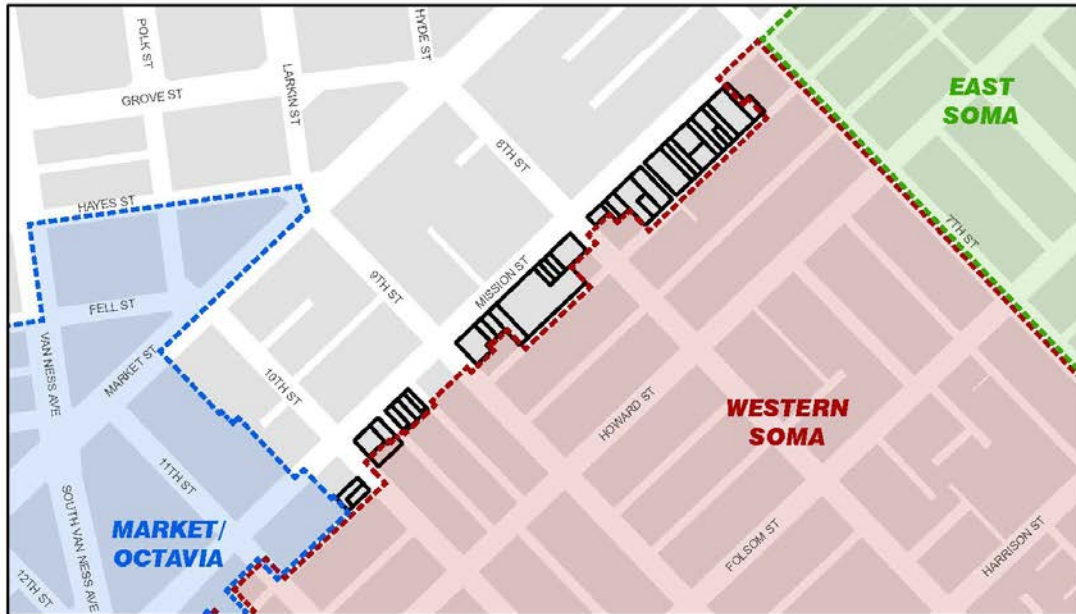 POLK ST
HYDE ST
LARKIN ST
GROVE ST
EAST
SOMA
8TH ST
HAYES ST
7TH ST
MISSION ST
9TH ST
FELL ST
VAN NESS AVE
MARKET ST
10TH ST
HOWARD ST
WESTERN
SOMA
11TH ST
SOUTH VAN NESS AVE
MARKET/
OCTAVIA
FOLSOM ST
HARRISON ST
12TH ST